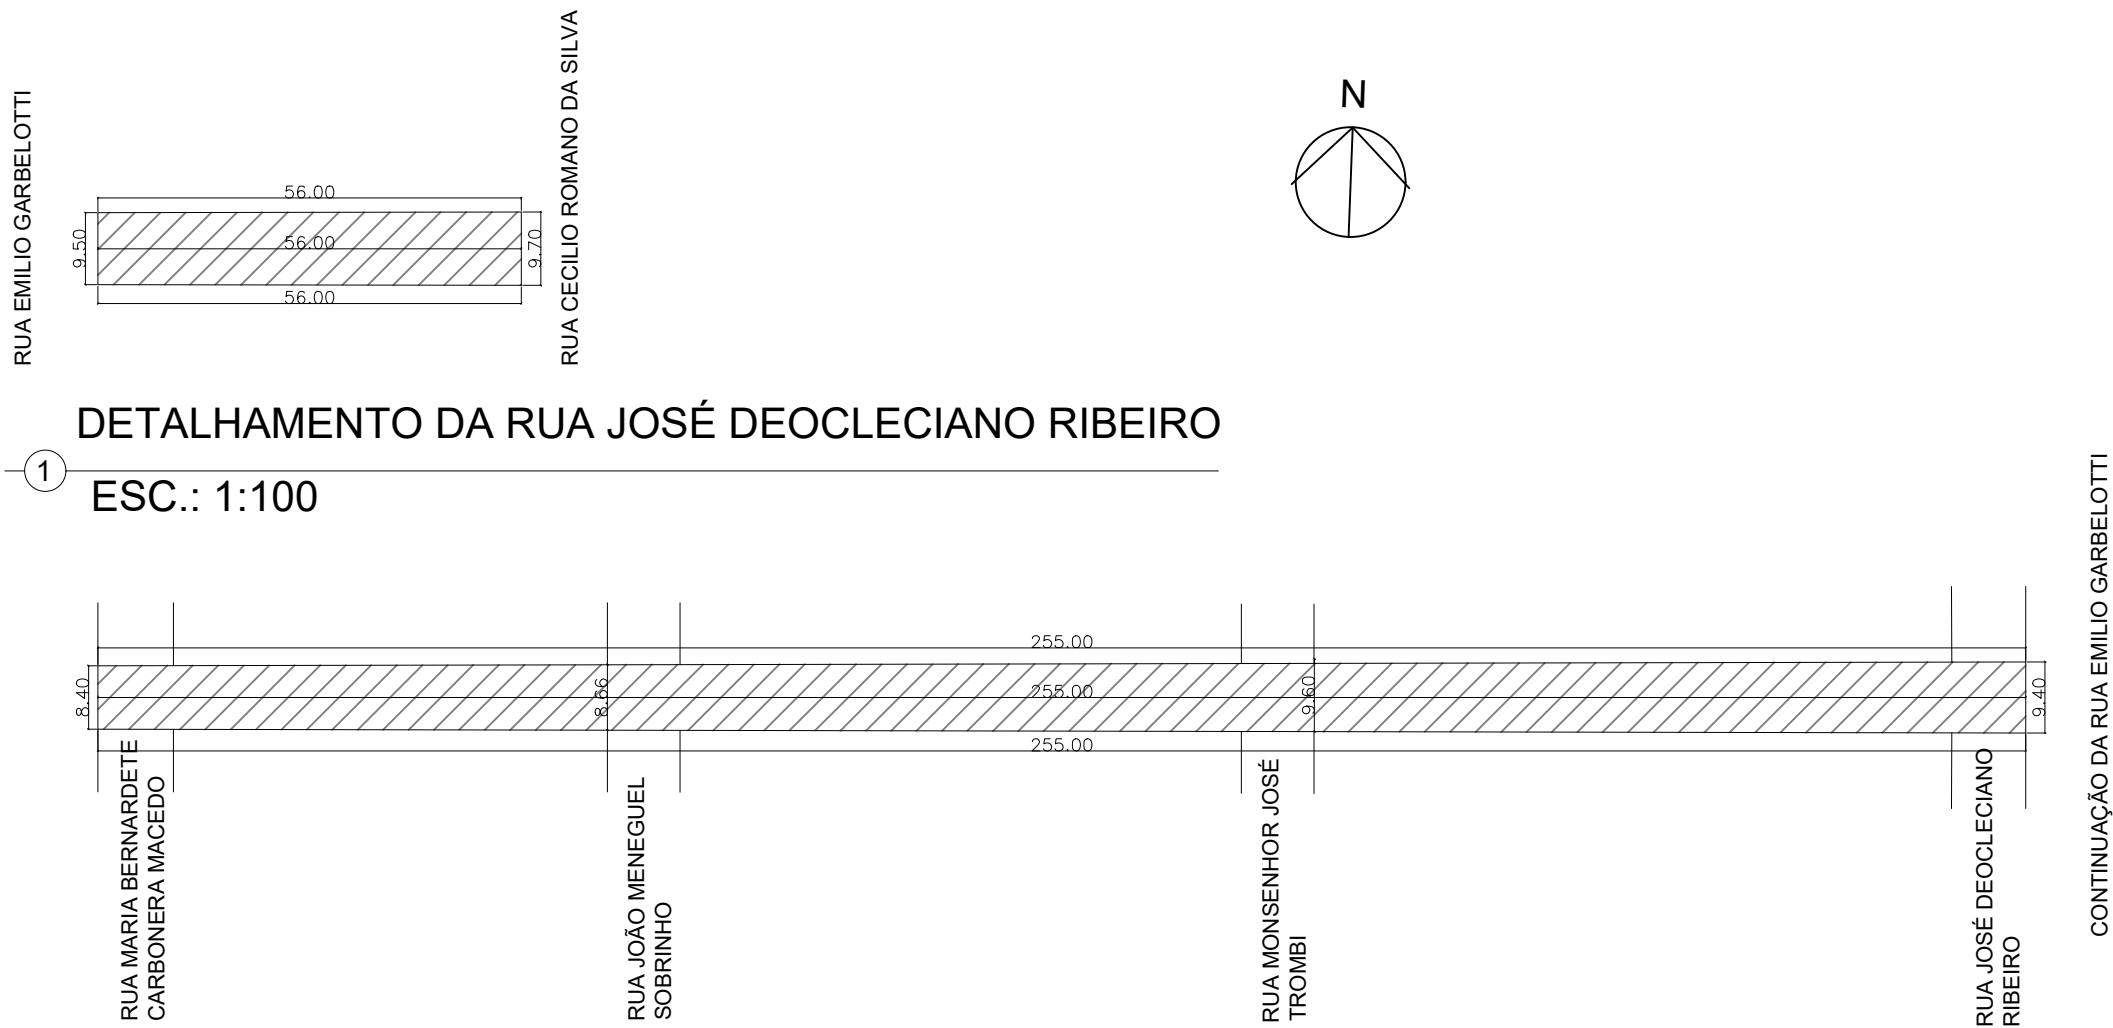 RUA EMILIO GARBELOTTI
RUA CECILIO ROMANO DA SILVA
N
56.00
9.50
56.00
9.70
56.00
DETALHAMENTO DA RUA JOSÉ DEOCLECIANO RIBEIRO
1
ESC.: 1:100
CONTINUAÇÃO DA RUA EMILIO GARBELOTTI
255.00
8.40
8.66
255.00
9.60
9.40
255.00
RUA MARIA BERNARDETE
CARBONERA MACEDO
RUA JOÃO MENEGUEL
SOBRINHO
RUA MONSENHOR JOSÉ
TROMBI
RUA JOSÉ DEOCLECIANO
RIBEIRO